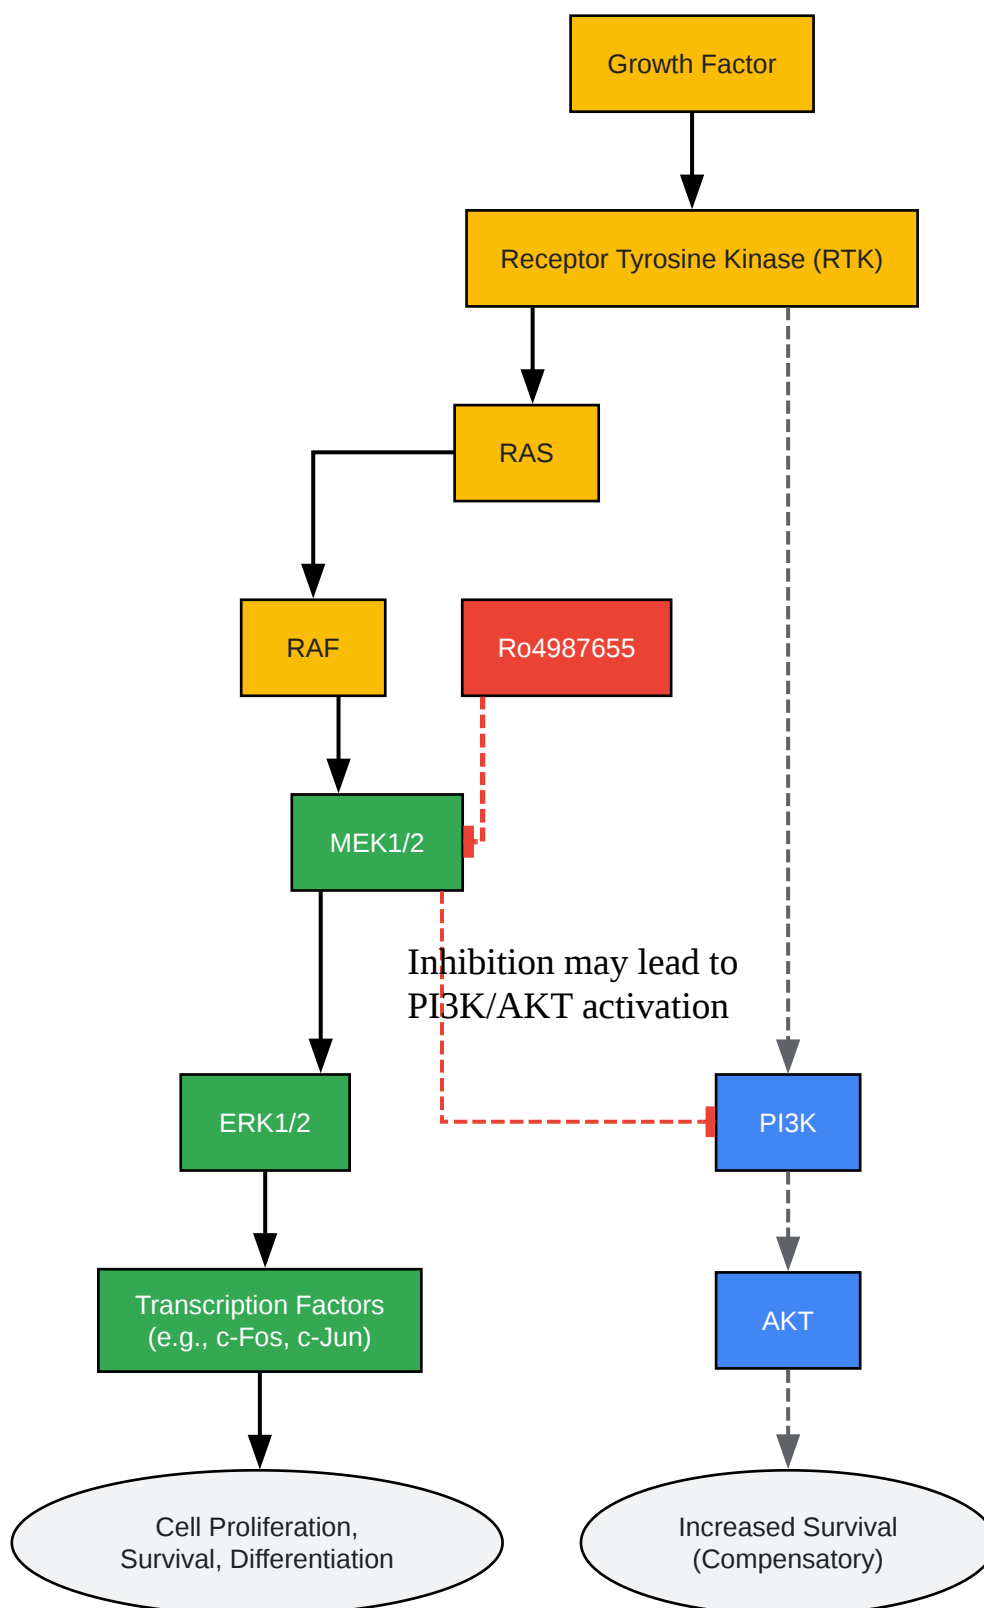 Growth Factor
Receptor Tyrosine Kinase (RTK)
RAS
RAF
Ro4987655
MEK1/2
Inhibition may lead to
PI3K/AKT activation
ERK1/2
PI3K
Transcription Factors
(e.g., c-Fos, c-Jun)
AKT
Cell Proliferation,
Survival, Differentiation
Increased Survival
(Compensatory)